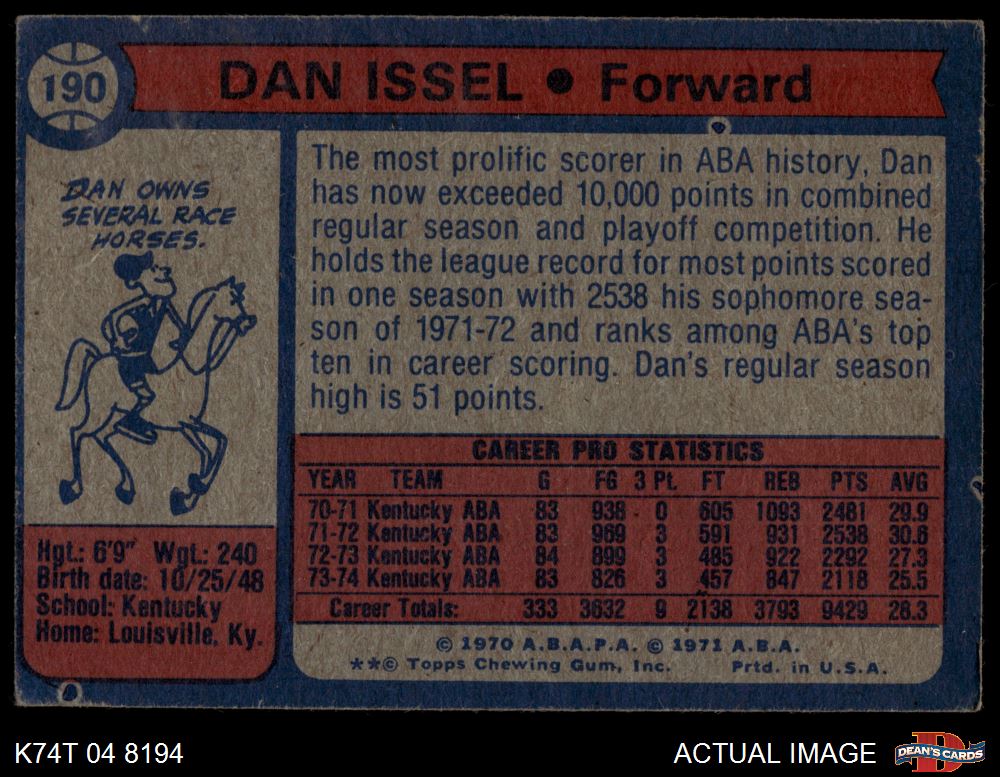 190
DAN ISSEL ● Forward
DAN OWNS
SEVERAL RACE
HORSES.
Hgt.: 6'9" Wgt.: 240
Birth date: 10/25/48
School: Kentucky
Home: Louisville, Ky.
The most prolific scorer in ABA history, Dan
has now exceeded 10,000 points in combined
regular season and playoff competition. He
holds the league record for most points scored
in one season with 2538 his sophomore sea-
son of 1971-72 and ranks among ABA's top
ten in career scoring. Dan's regular season
high is 51 points.
CAREER PRO STATISTICS
YEAR TEAM G FG 3 Pt. FT REB PTS AVG
70-71 Kentucky ABA 83 938 0 605 1093 2481 29.9
71-72 Kentucky ABA 83 969 3 591 931 2538 30.6
72-73 Kentucky ABA 84 899 3 485 922 2292 27.3
73-74 Kentucky ABA 83 826 3 457 847 2118 25.5
Career Totals: 333 3632 9 2138 3793 9429 28.3
© 1970 A.B.A.P.A. © 1971 A.B.A.
**© Topps Chewing Gum, Inc. Prtd. in U.S.A.
K74T 04 8194
ACTUAL IMAGE
DEAN'S CARDS